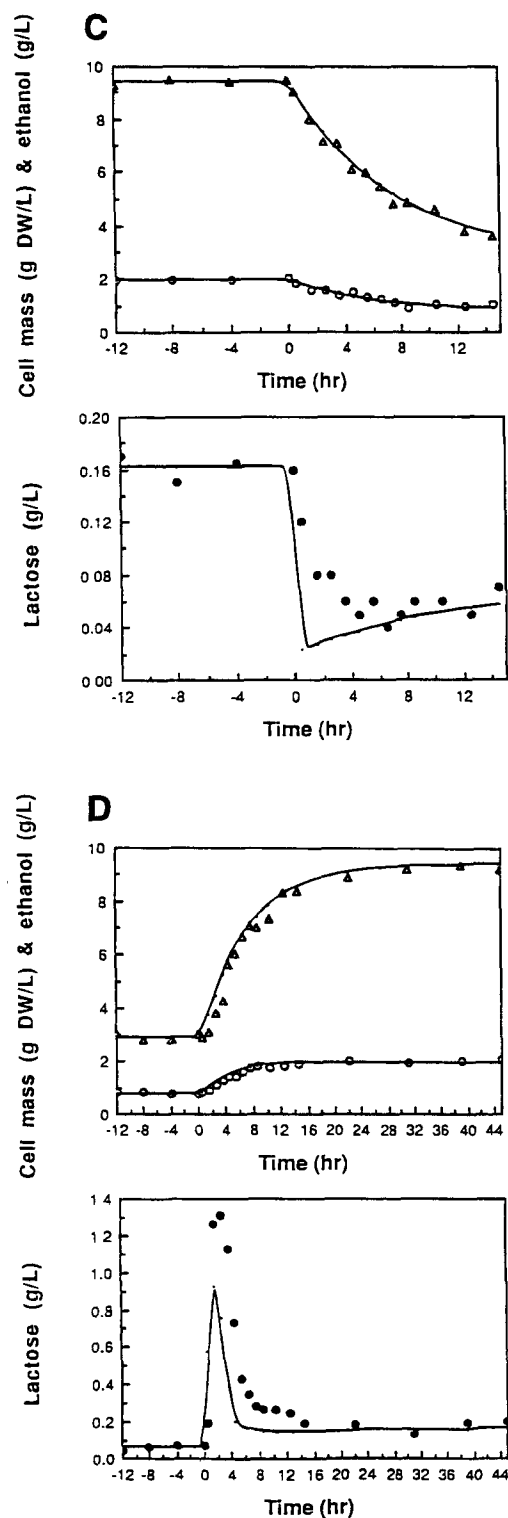 C
Cell mass (g DW/L) & ethanol (g/L)
10
8
6
4
2
0
-12 -8 -4 0 4 8 12
Time (hr)
Lactose (g/L)
0.20
0.16
0.12
0.08
0.04
0.00
-12 -8 -4 0 4 8 12
Time (hr)
D
Cell mass (g DW/L) & ethanol (g/L)
10
8
6
4
2
0
-12 -8 -4 0 4 8 12 16 20 24 28 32 36 40 44
Time (hr)
Lactose (g/L)
1.4
1.2
1.0
0.8
0.6
0.4
0.2
0.0
-12 -8 -4 0 4 8 12 16 20 24 28 32 36 40 44
Time (hr)